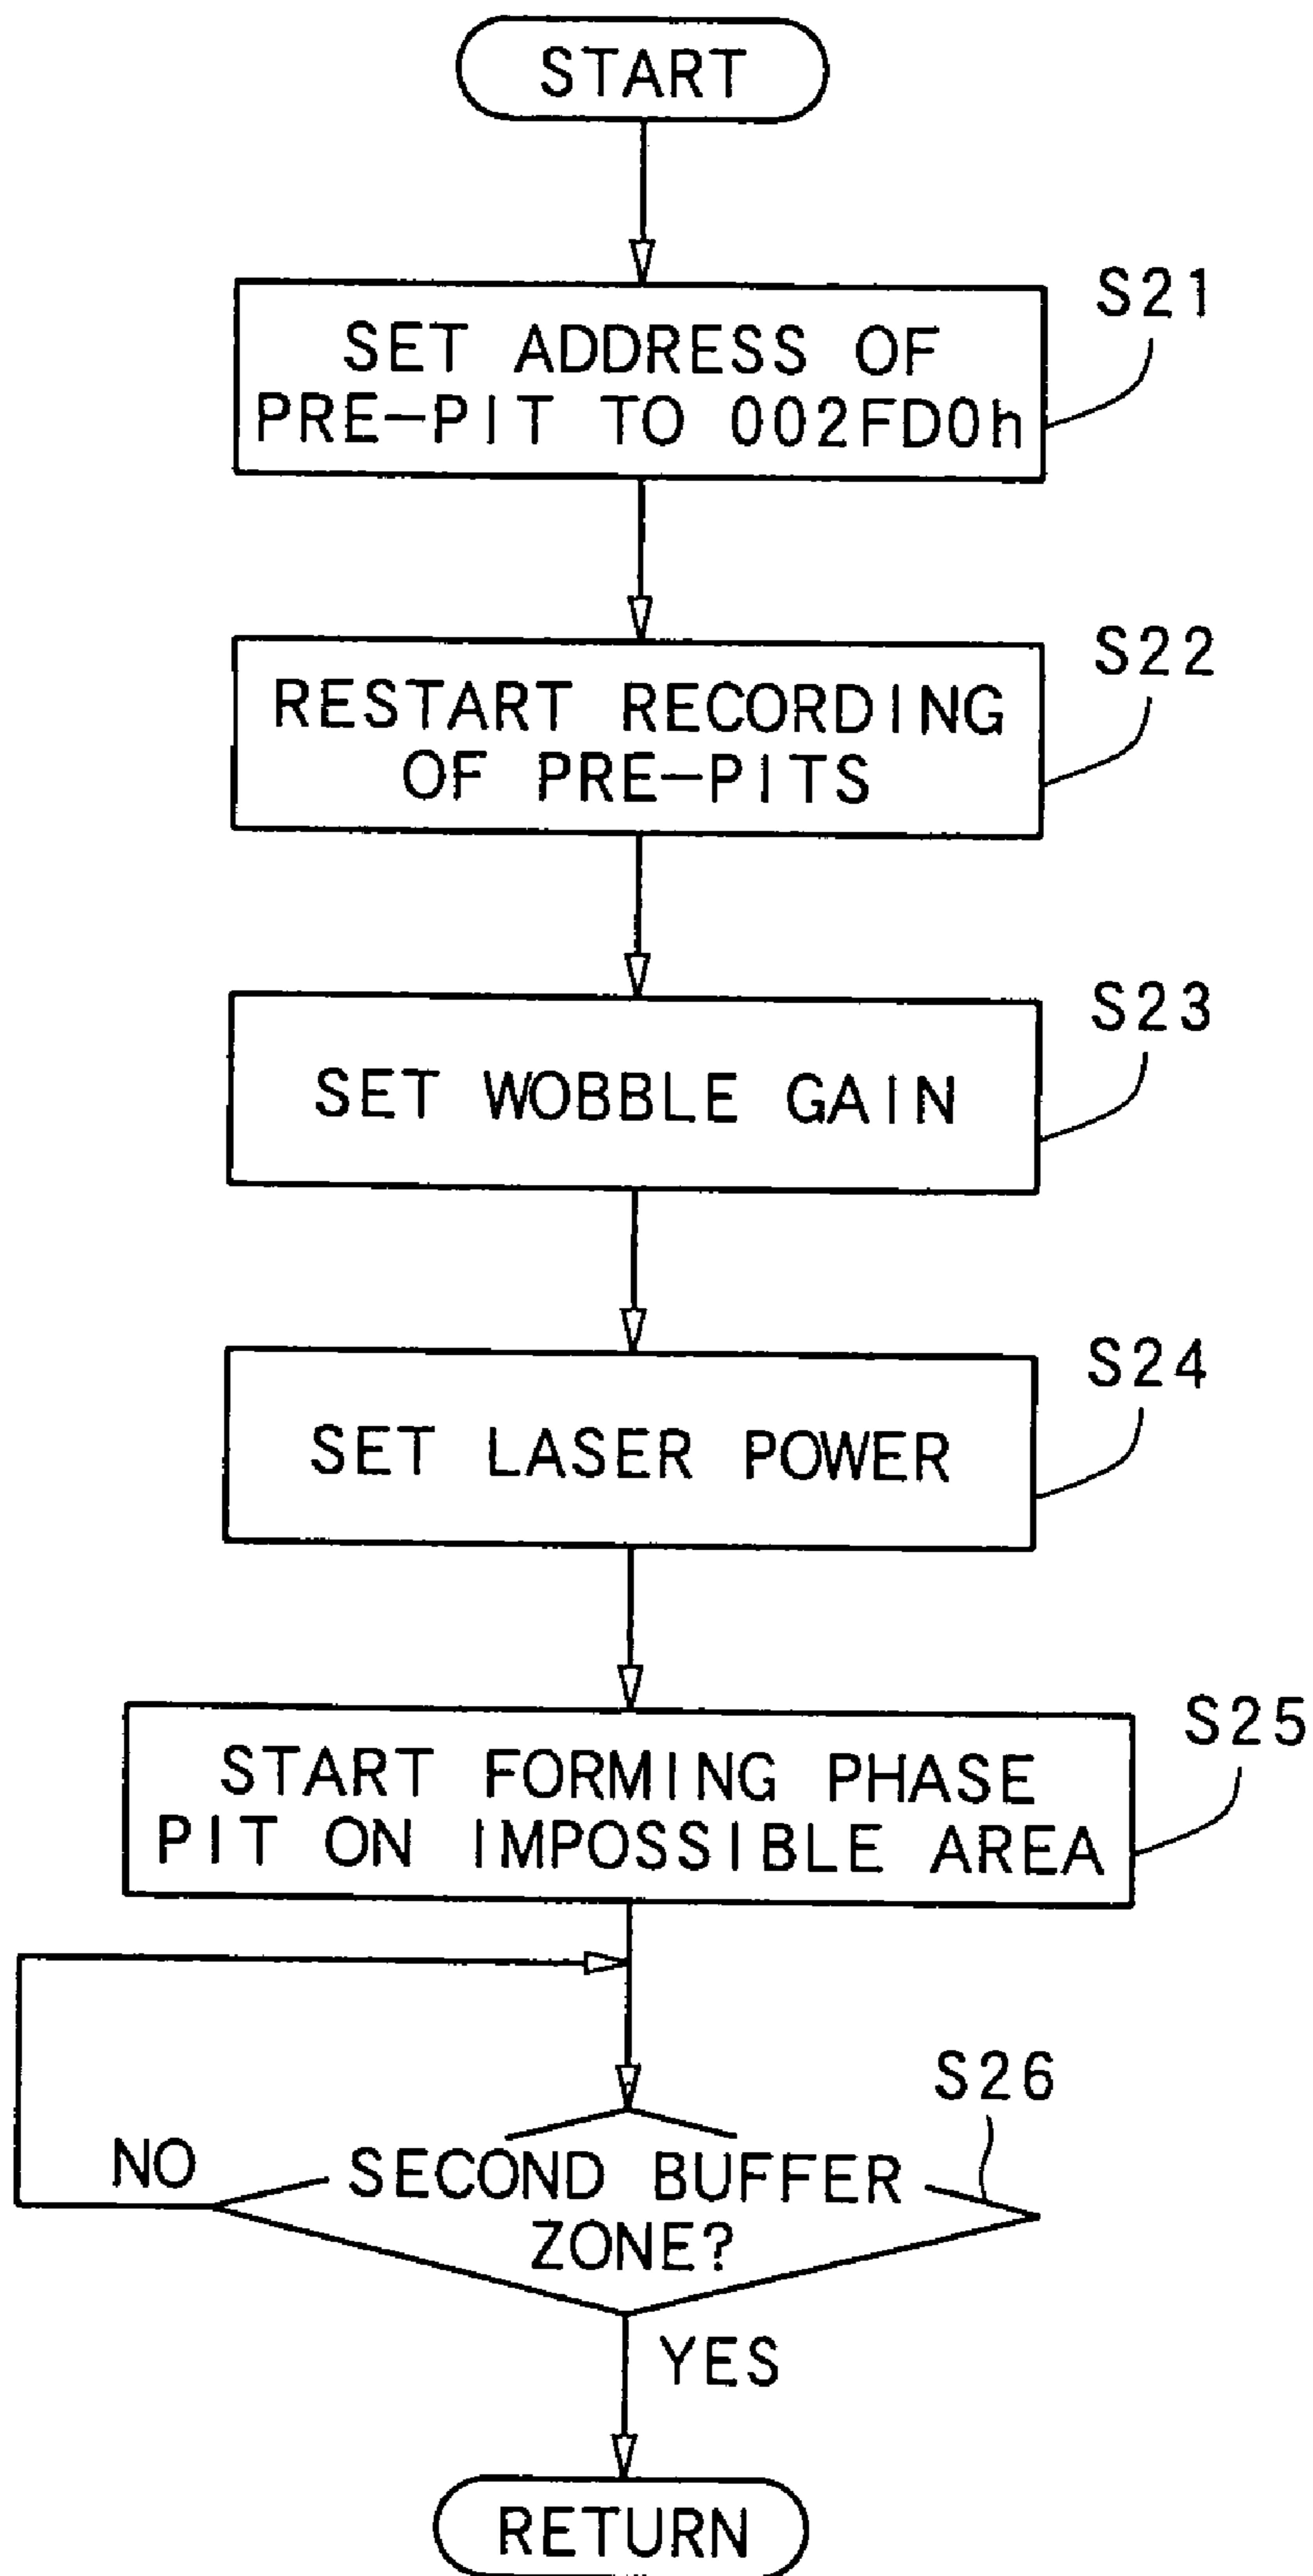 START
S21
SET ADDRESS OF
PRE-PIT TO 002FD0h
S22
RESTART RECORDING
OF PRE-PITS
S23
SET WOBBLE GAIN
S24
SET LASER POWER
S25
START FORMING PHASE
PIT ON IMPOSSIBLE AREA
S26
NO
SECOND BUFFER
ZONE?
YES
RETURN